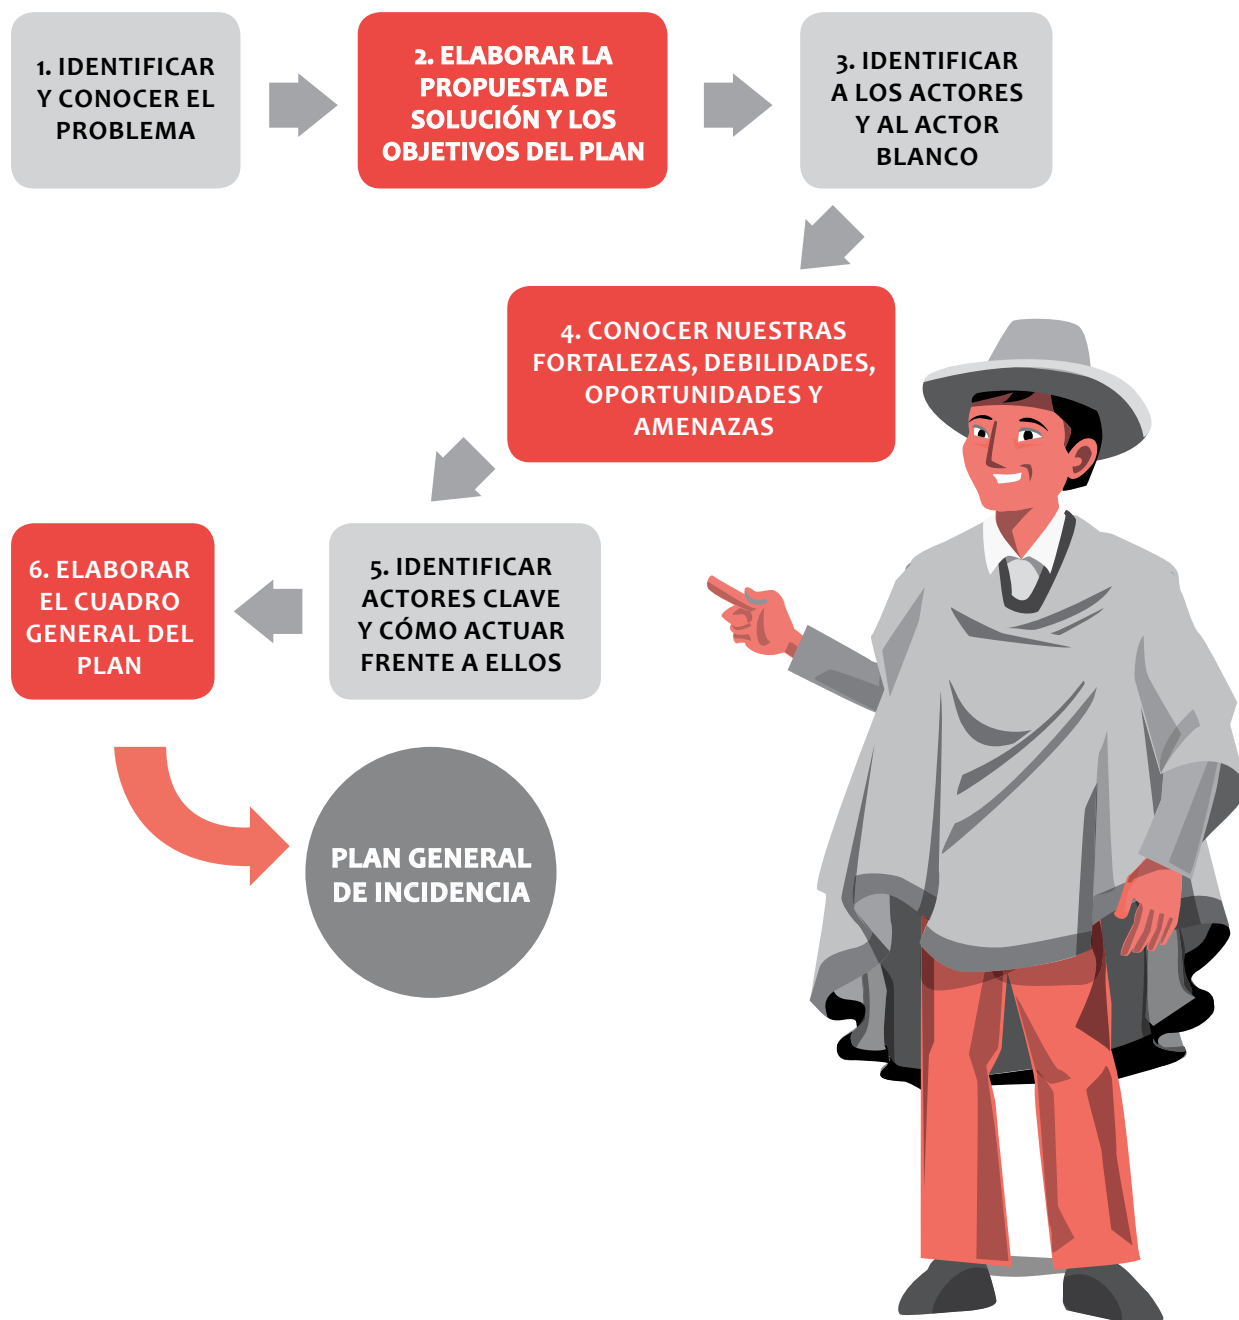 1. IDENTIFICAR
Y CONOCER EL
PROBLEMA
2. ELABORAR LA
PROPUESTA DE
SOLUCIÓN Y LOS
OBJETIVOS DEL PLAN
3. IDENTIFICAR
A LOS ACTORES
Y AL ACTOR
BLANCO
4. CONOCER NUESTRAS
FORTALEZAS, DEBILIDADES,
OPORTUNIDADES Y
AMENAZAS
5. IDENTIFICAR
ACTORES CLAVE
Y CÓMO ACTUAR
FRENTE A ELLOS
6. ELABORAR
EL CUADRO
GENERAL DEL
PLAN
PLAN GENERAL
DE INCIDENCIA